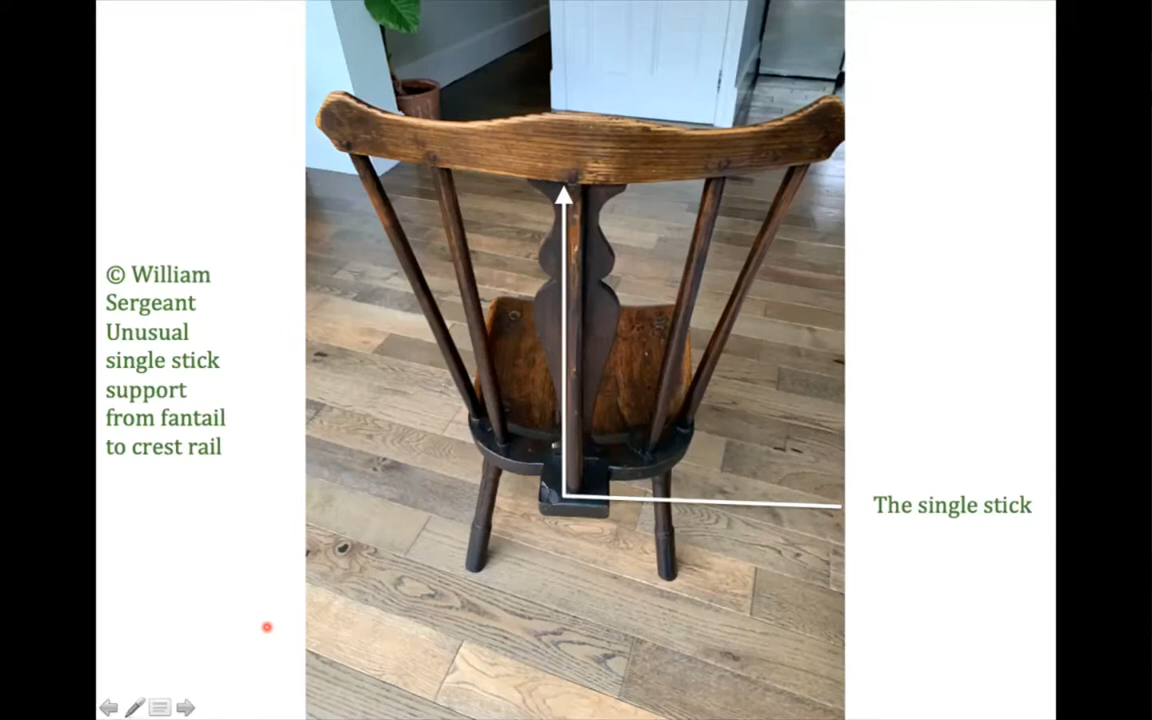 © William
Sergeant
Unusual
single stick
support
from fantail
to crest rail
The single stick